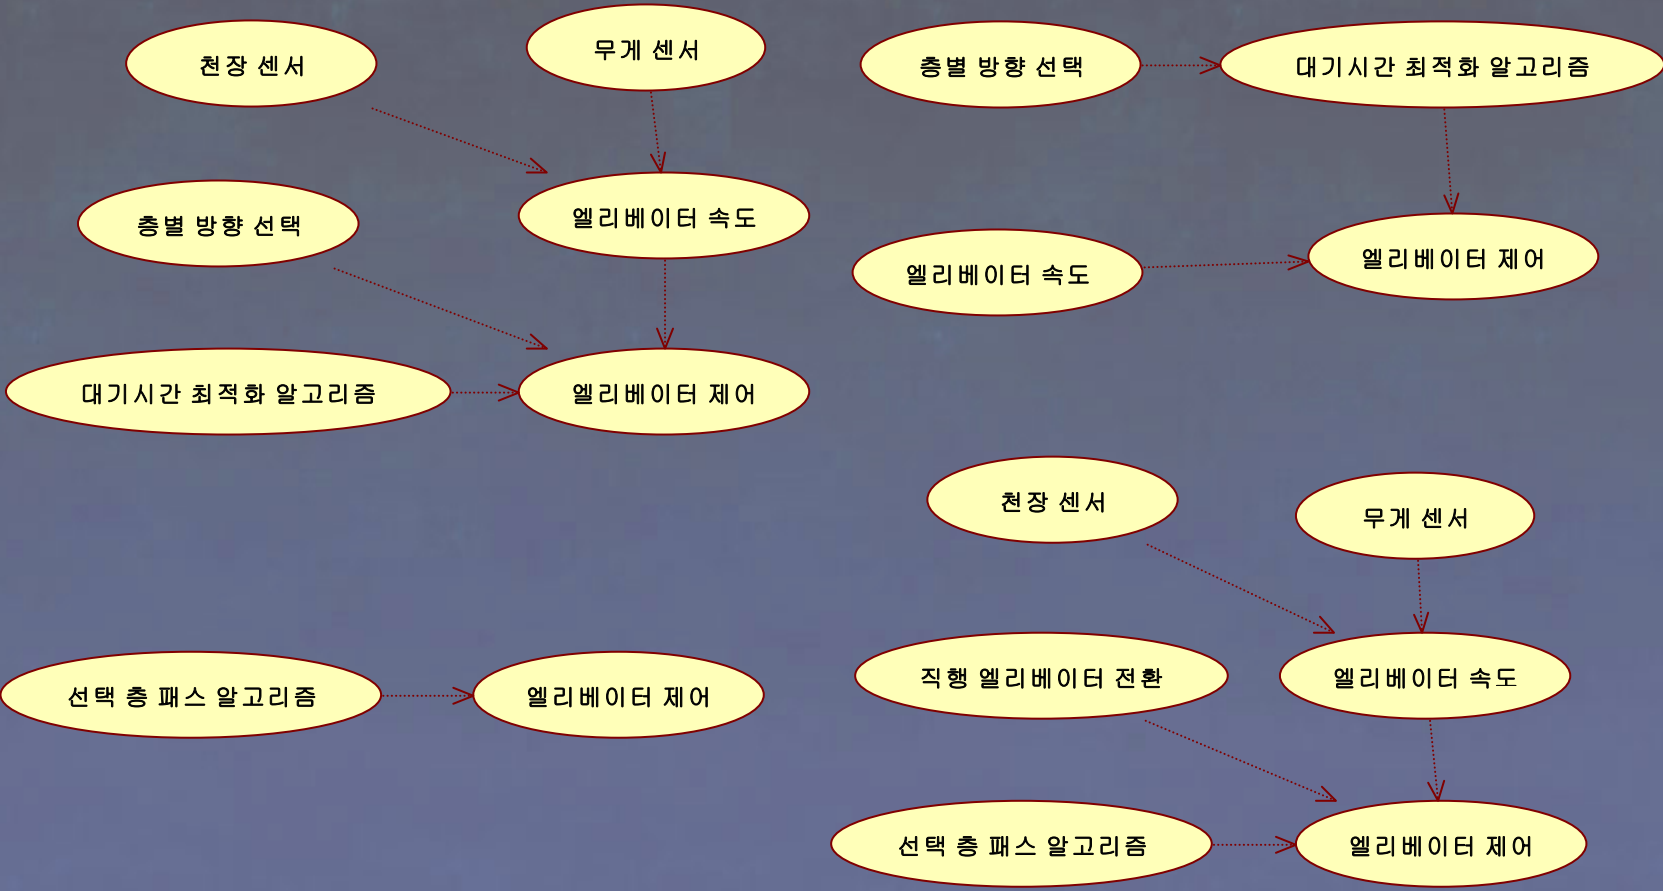 천장 센서
무게 센서
엘리베이터 속도
층별 방향 선택
대기시간 최적화 알고리즘
엘리베이터 제어
층별 방향 선택
대기시간 최적화 알고리즘
엘리베이터 속도
엘리베이터 제어
선택 층 패스 알고리즘
엘리베이터 제어
천장 센서
무게 센서
직행 엘리베이터 전환
엘리베이터 속도
선택 층 패스 알고리즘
엘리베이터 제어